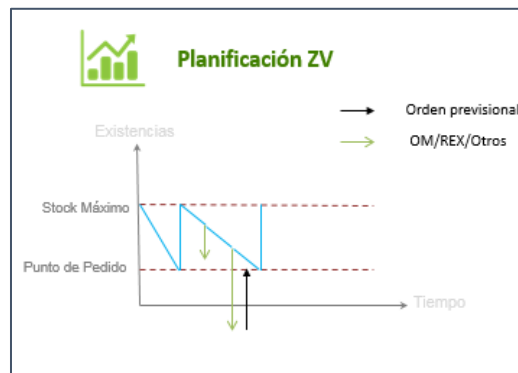 Planificación ZV
Orden previsional
Existencias
OM/REX/Otros
Stock Máximo
Punto de Pedido
Tiempo